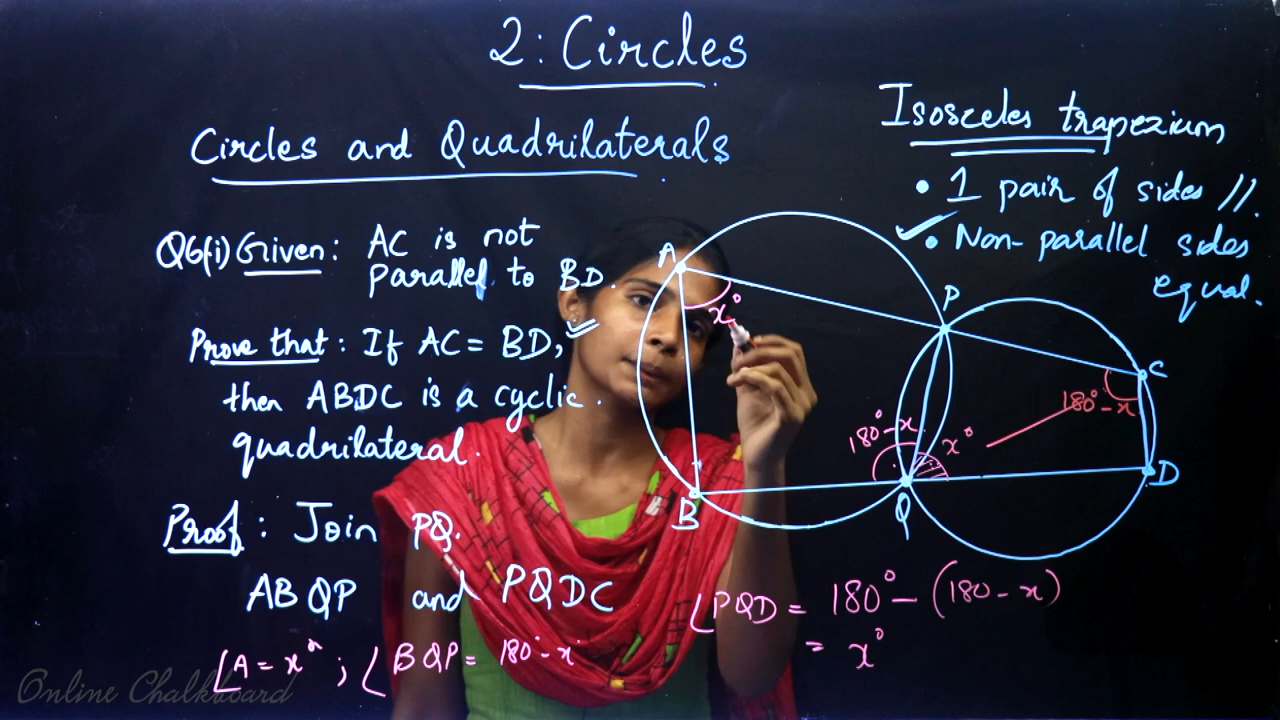 2: Circles
Circles and Quadrilaterals
Isosceles trapezium
• 1 pair of sides //.
• Non-parallel sides
equal.
Q6(i) Given: AC is not
parallel to BD.
Prove that: If AC = BD,
then ABDC is a cyclic
quadrilateral.
Proof: Join PQ.
ABQP and PQDC
∠A = x°; ∠BQP = 180° - x
∠PQD = 180° - (180 - x)
= x°
A
x°
P
C
180° - x
180° - x
x°
B
Q
D
Online Chalkboard